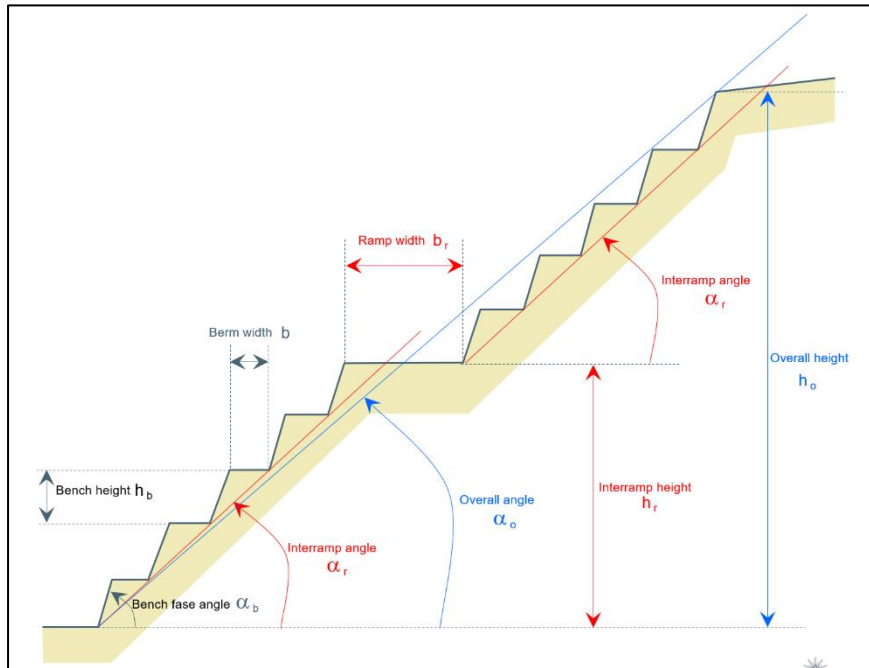 Ramp width b r
Interramp angle
α r
Berm width b
Overall height
h o
Bench height h b
Overall angle
α o
Interramp height
h r
Interramp angle
α r
Bench fase angle α b